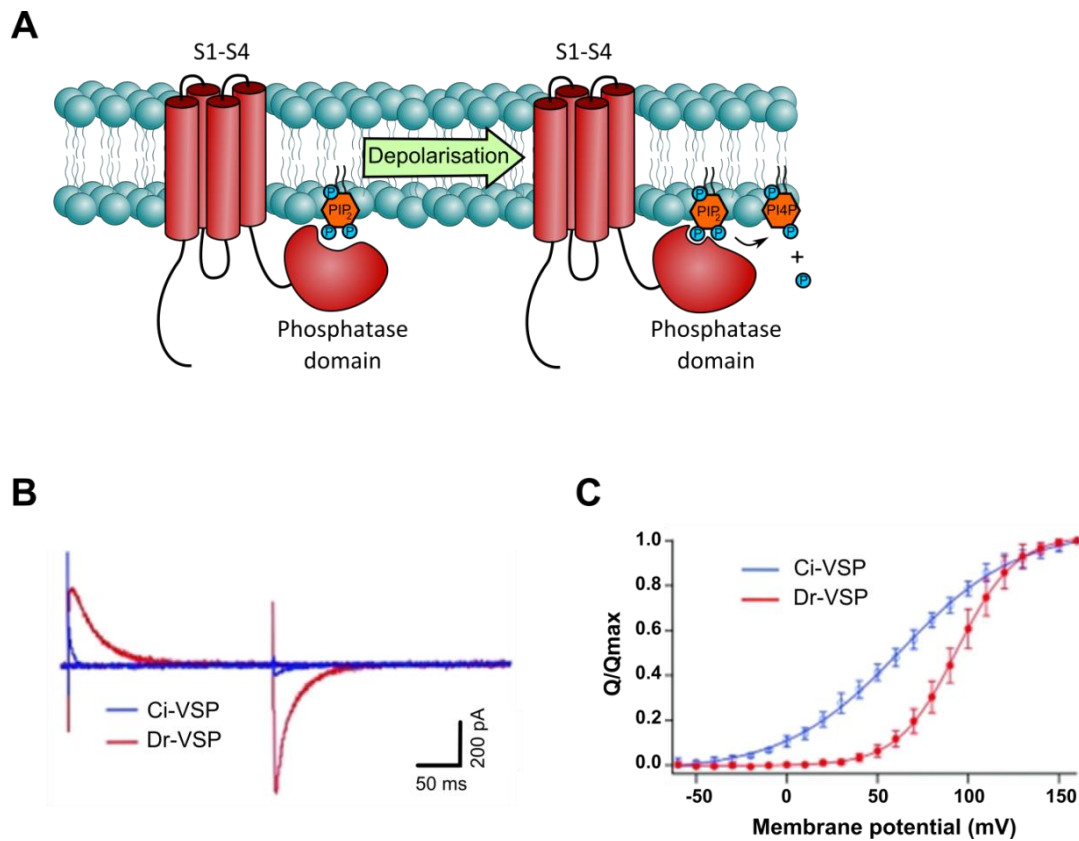 A
S1-S4
S1-S4
Depolarisation
P
PIP2
P
P
P
PIP2
P
P
P
PI4P
P
+
P
Phosphatase
domain
Phosphatase
domain
B
Ci-VSP
Dr-VSP
200 pA
50 ms
C
1.0
0.8
0.6
0.4
0.2
0.0
Q/Qmax
Ci-VSP
Dr-VSP
-50
0
50
100
150
Membrane potential (mV)